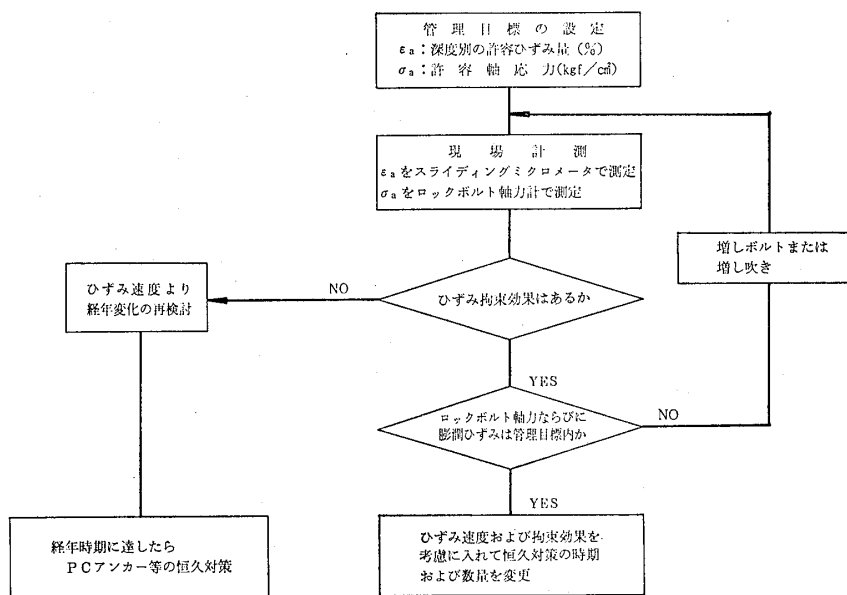 管理目標の設定
εa：深度別の許容ひずみ量（％）
σa：許容軸応力(kgf／cm²)
現場計測
εaをスライディングミクロメータで測定
σaをロックボルト軸力計で測定
増しボルトまたは
増し吹き
ひずみ速度より
経年変化の再検討
NO
ひずみ拘束効果はあるか
YES
ロックボルト軸力ならびに
膨潤ひずみは管理目標内か
NO
YES
経年時期に達したら
PCアンカー等の恒久対策
ひずみ速度および拘束効果を
考慮に入れて恒久対策の時期
および数量を変更